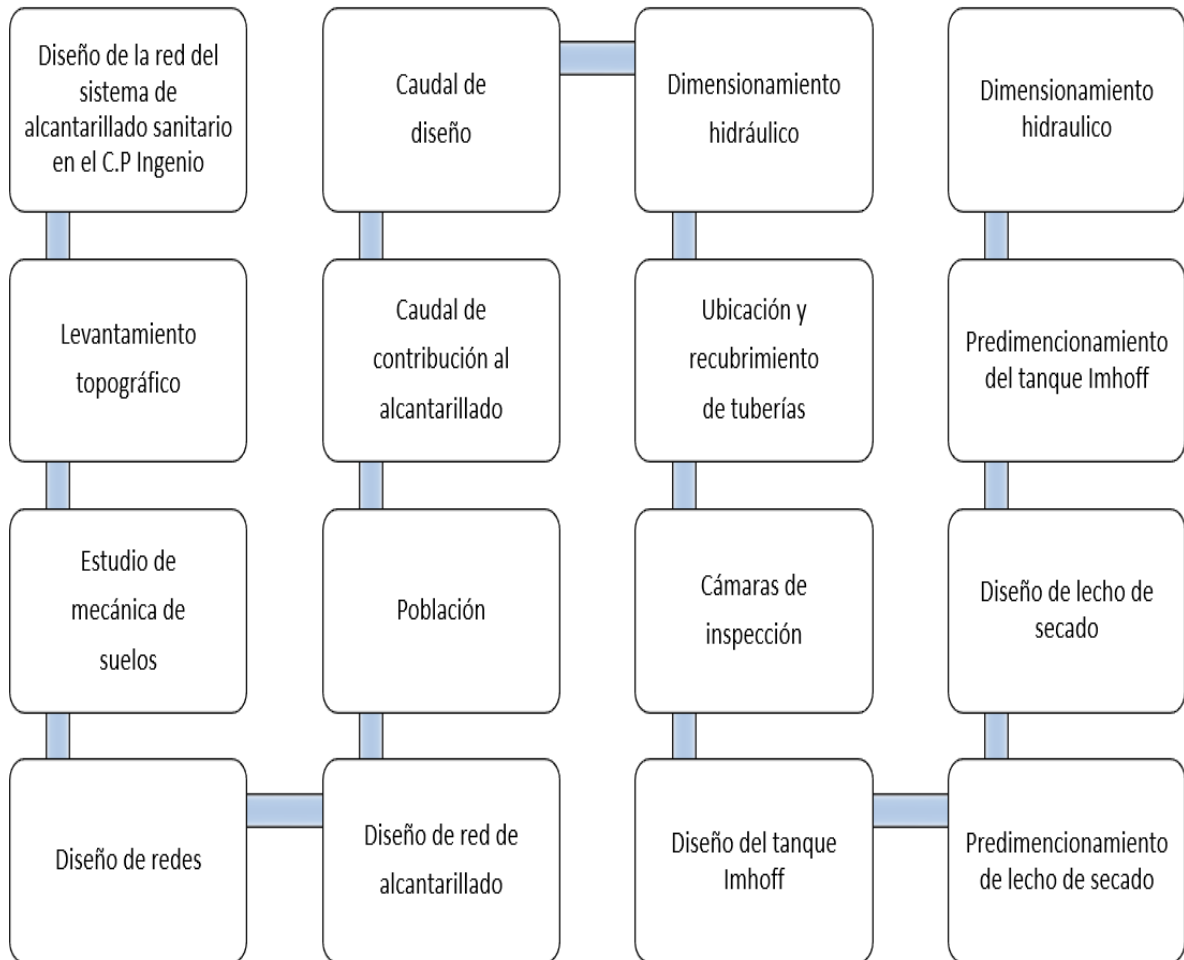 Diseño de la red del
sistema de
alcantarillado sanitario
en el C.P Ingenio
Levantamiento
topográfico
Estudio de
mecánica de
suelos
Diseño de redes
Diseño de red de
alcantarillado
Población
Caudal de
contribución al
alcantarillado
Caudal de
diseño
Dimensionamiento
hidráulico
Ubicación y
recubrimiento
de tuberías
Cámaras de
inspección
Diseño del tanque
Imhoff
Predimencionamiento
de lecho de secado
Diseño de lecho de
secado
Predimencionamiento
del tanque Imhoff
Dimensionamiento
hidraulico